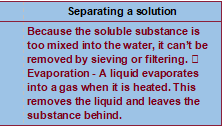 Separating a solution
Because the soluble substance is
too mixed into the water, it can't be
removed by sieving or filtering. 
Evaporation - A liquid evaporates
into a gas when it is heated. This
removes the liquid and leaves the
substance behind.